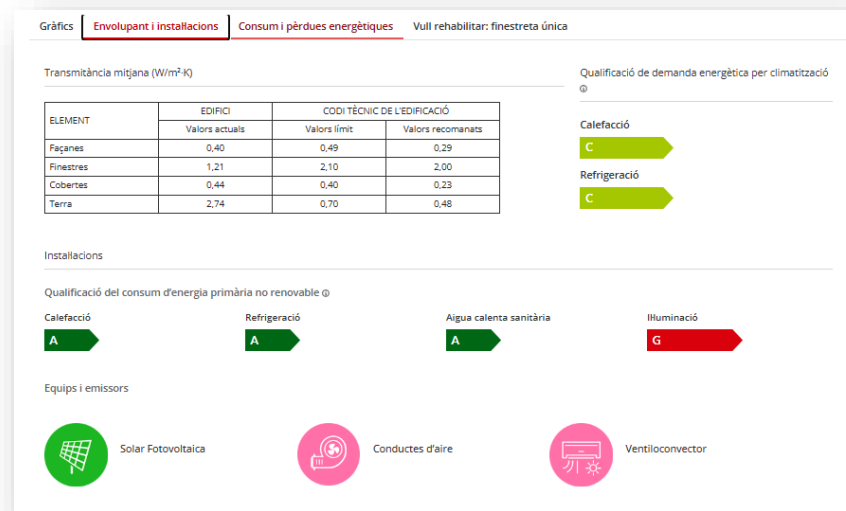 Gràfics Envolupant i instal·lacions Consum i pèrdues energètiques Vull rehabilitar: finestreta única
Transmitància mitjana (W/m²·K)
ELEMENT EDIFICI CODI TÈCNIC DE L'EDIFICACIÓ
Valors actuals Valors límit Valors recomanats
Façanes 0,40 0,49 0,29
Finestres 1,21 2,10 2,00
Cobertes 0,44 0,40 0,23
Terra 2,74 0,70 0,48
Qualificació de demanda energètica per climatització
Calefacció
C
Refrigeració
C
Instal·lacions
Qualificació del consum d'energia primària no renovable
Calefacció Refrigeració Aigua calenta sanitària Il·luminació
A A A G
Equips i emissors
Solar Fotovoltaica Conductes d'aire Ventiloconvector